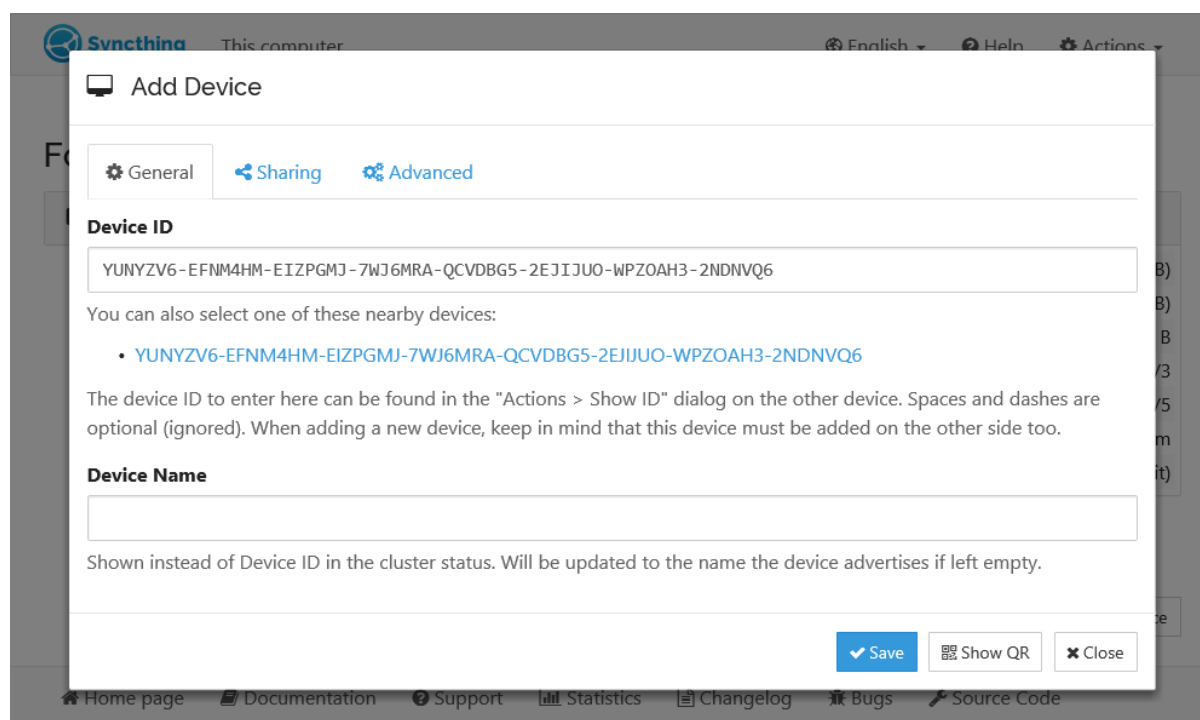 Syncthing This computer English Help Actions
Add Device
General Sharing Advanced
Device ID
YUNYZV6-EFNM4HM-EIZPGMJ-7WJ6MRA-QCVDBG5-2EJIJUO-WPZOAH3-2NDNVQ6
You can also select one of these nearby devices:
• YUNYZV6-EFNM4HM-EIZPGMJ-7WJ6MRA-QCVDBG5-2EJIJUO-WPZOAH3-2NDNVQ6
The device ID to enter here can be found in the "Actions > Show ID" dialog on the other device. Spaces and dashes are
optional (ignored). When adding a new device, keep in mind that this device must be added on the other side too.
Device Name
Shown instead of Device ID in the cluster status. Will be updated to the name the device advertises if left empty.
Save Show QR Close
Home page Documentation Support Statistics Changelog Bugs Source Code